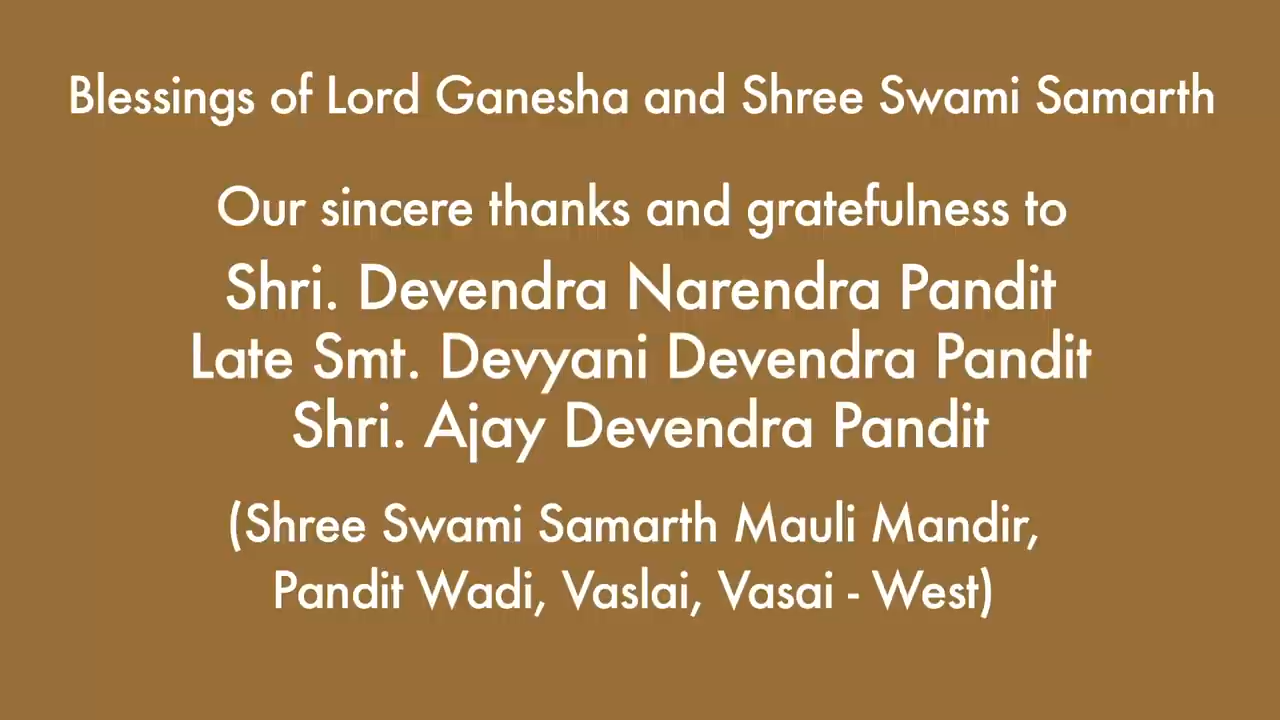 Blessings of Lord Ganesha and Shree Swami Samarth
Our sincere thanks and gratefulness to
Shri. Devendra Narendra Pandit
Late Smt. Devyani Devendra Pandit
Shri. Ajay Devendra Pandit
(Shree Swami Samarth Mauli Mandir,
Pandit Wadi, Vaslai, Vasai - West)